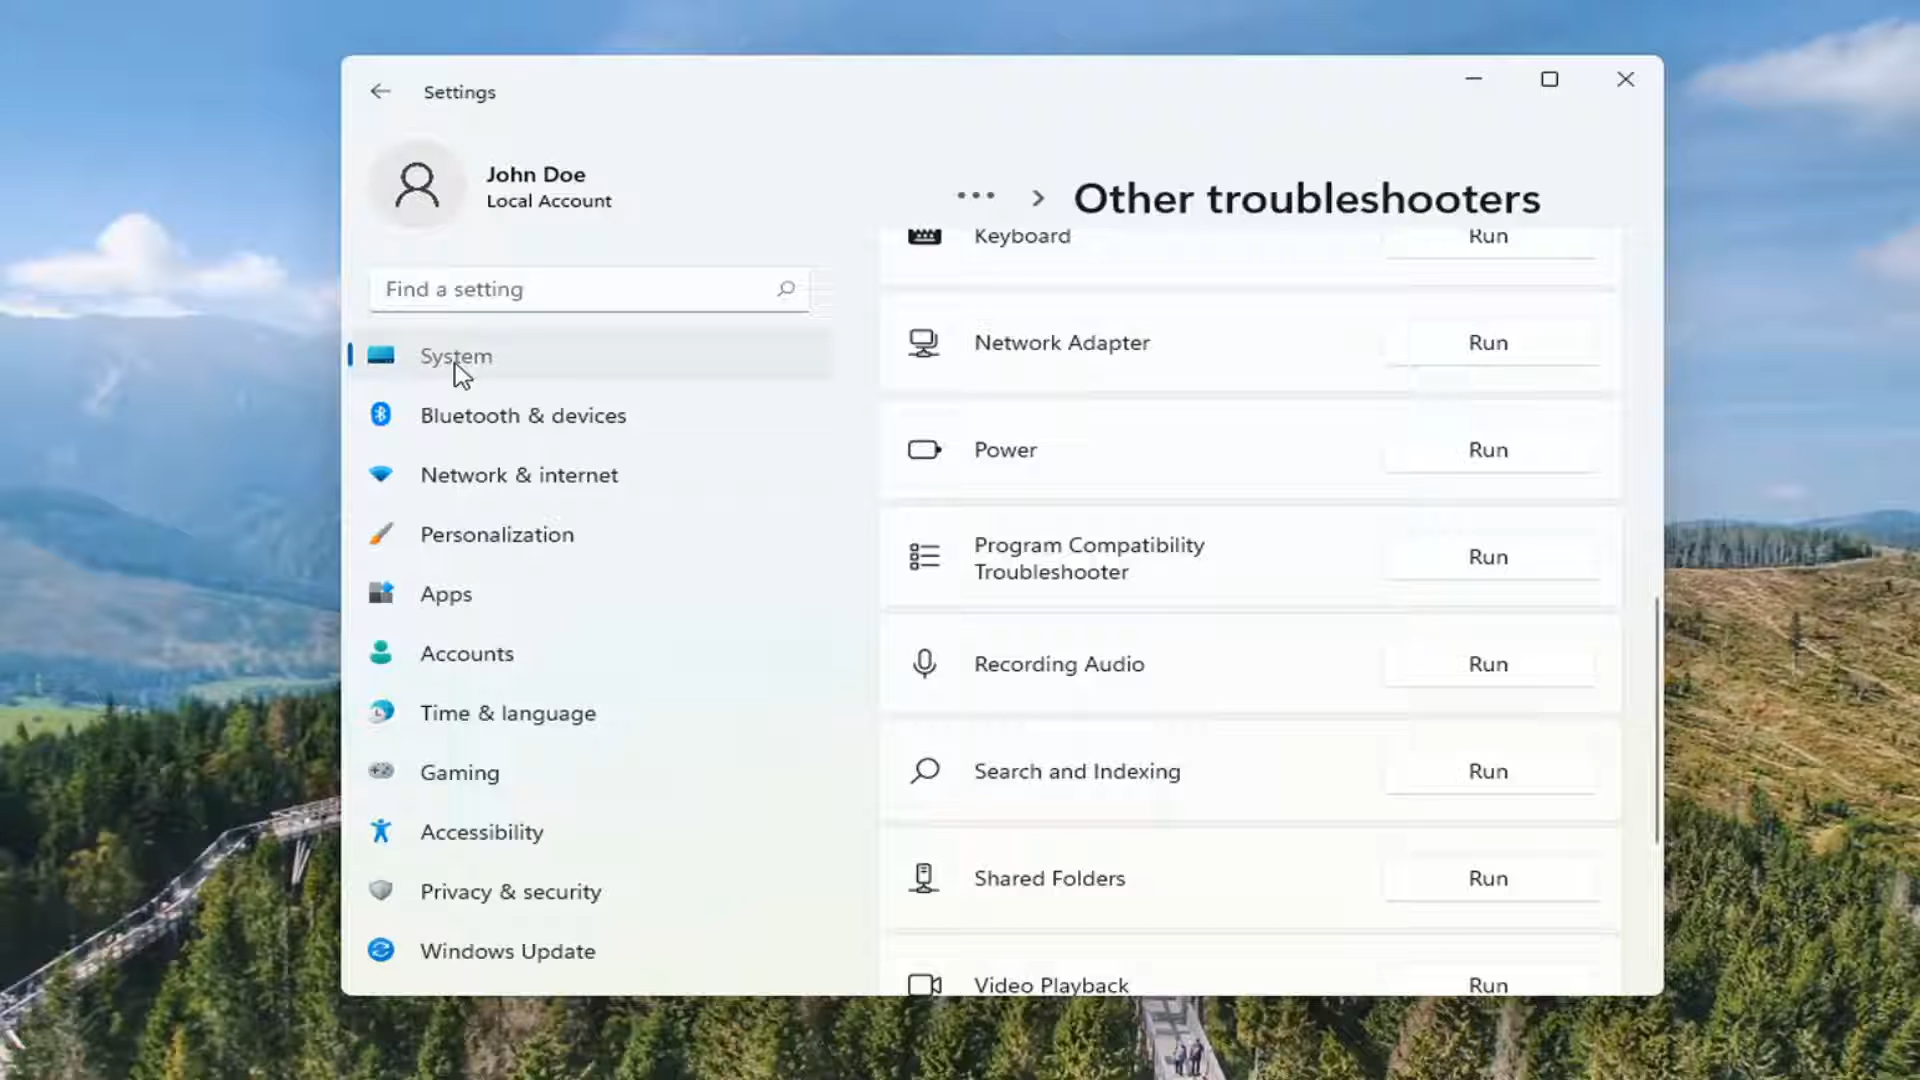 Settings
John Doe
Local Account
Find a setting
System
Bluetooth & devices
Network & internet
Personalization
Apps
Accounts
Time & language
Gaming
Accessibility
Privacy & security
Windows Update
... > Other troubleshooters
Keyboard Run
Network Adapter Run
Power Run
Program Compatibility
Troubleshooter Run
Recording Audio Run
Search and Indexing Run
Shared Folders Run
Video Playback Run